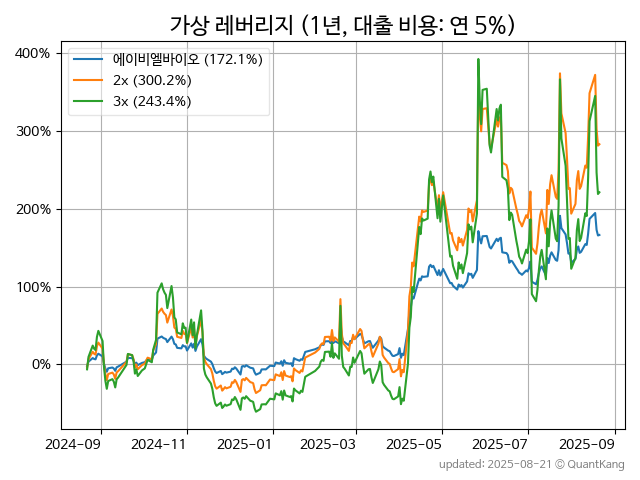 가상 레버리지 (1년, 대출 비용: 연 5%)
400%
300%
200%
100%
0%
에이비엘바이오 (172.1%)
2x (300.2%)
3x (243.4%)
2024-09
2024-11
2025-01
2025-03
2025-05
2025-07
2025-09
updated: 2025-08-21 © QuantKang